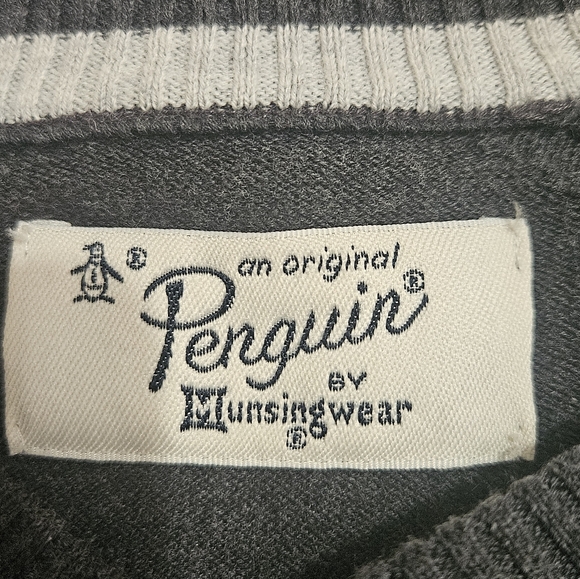 ® an original
Penguin®
BY
Munsingwear
®